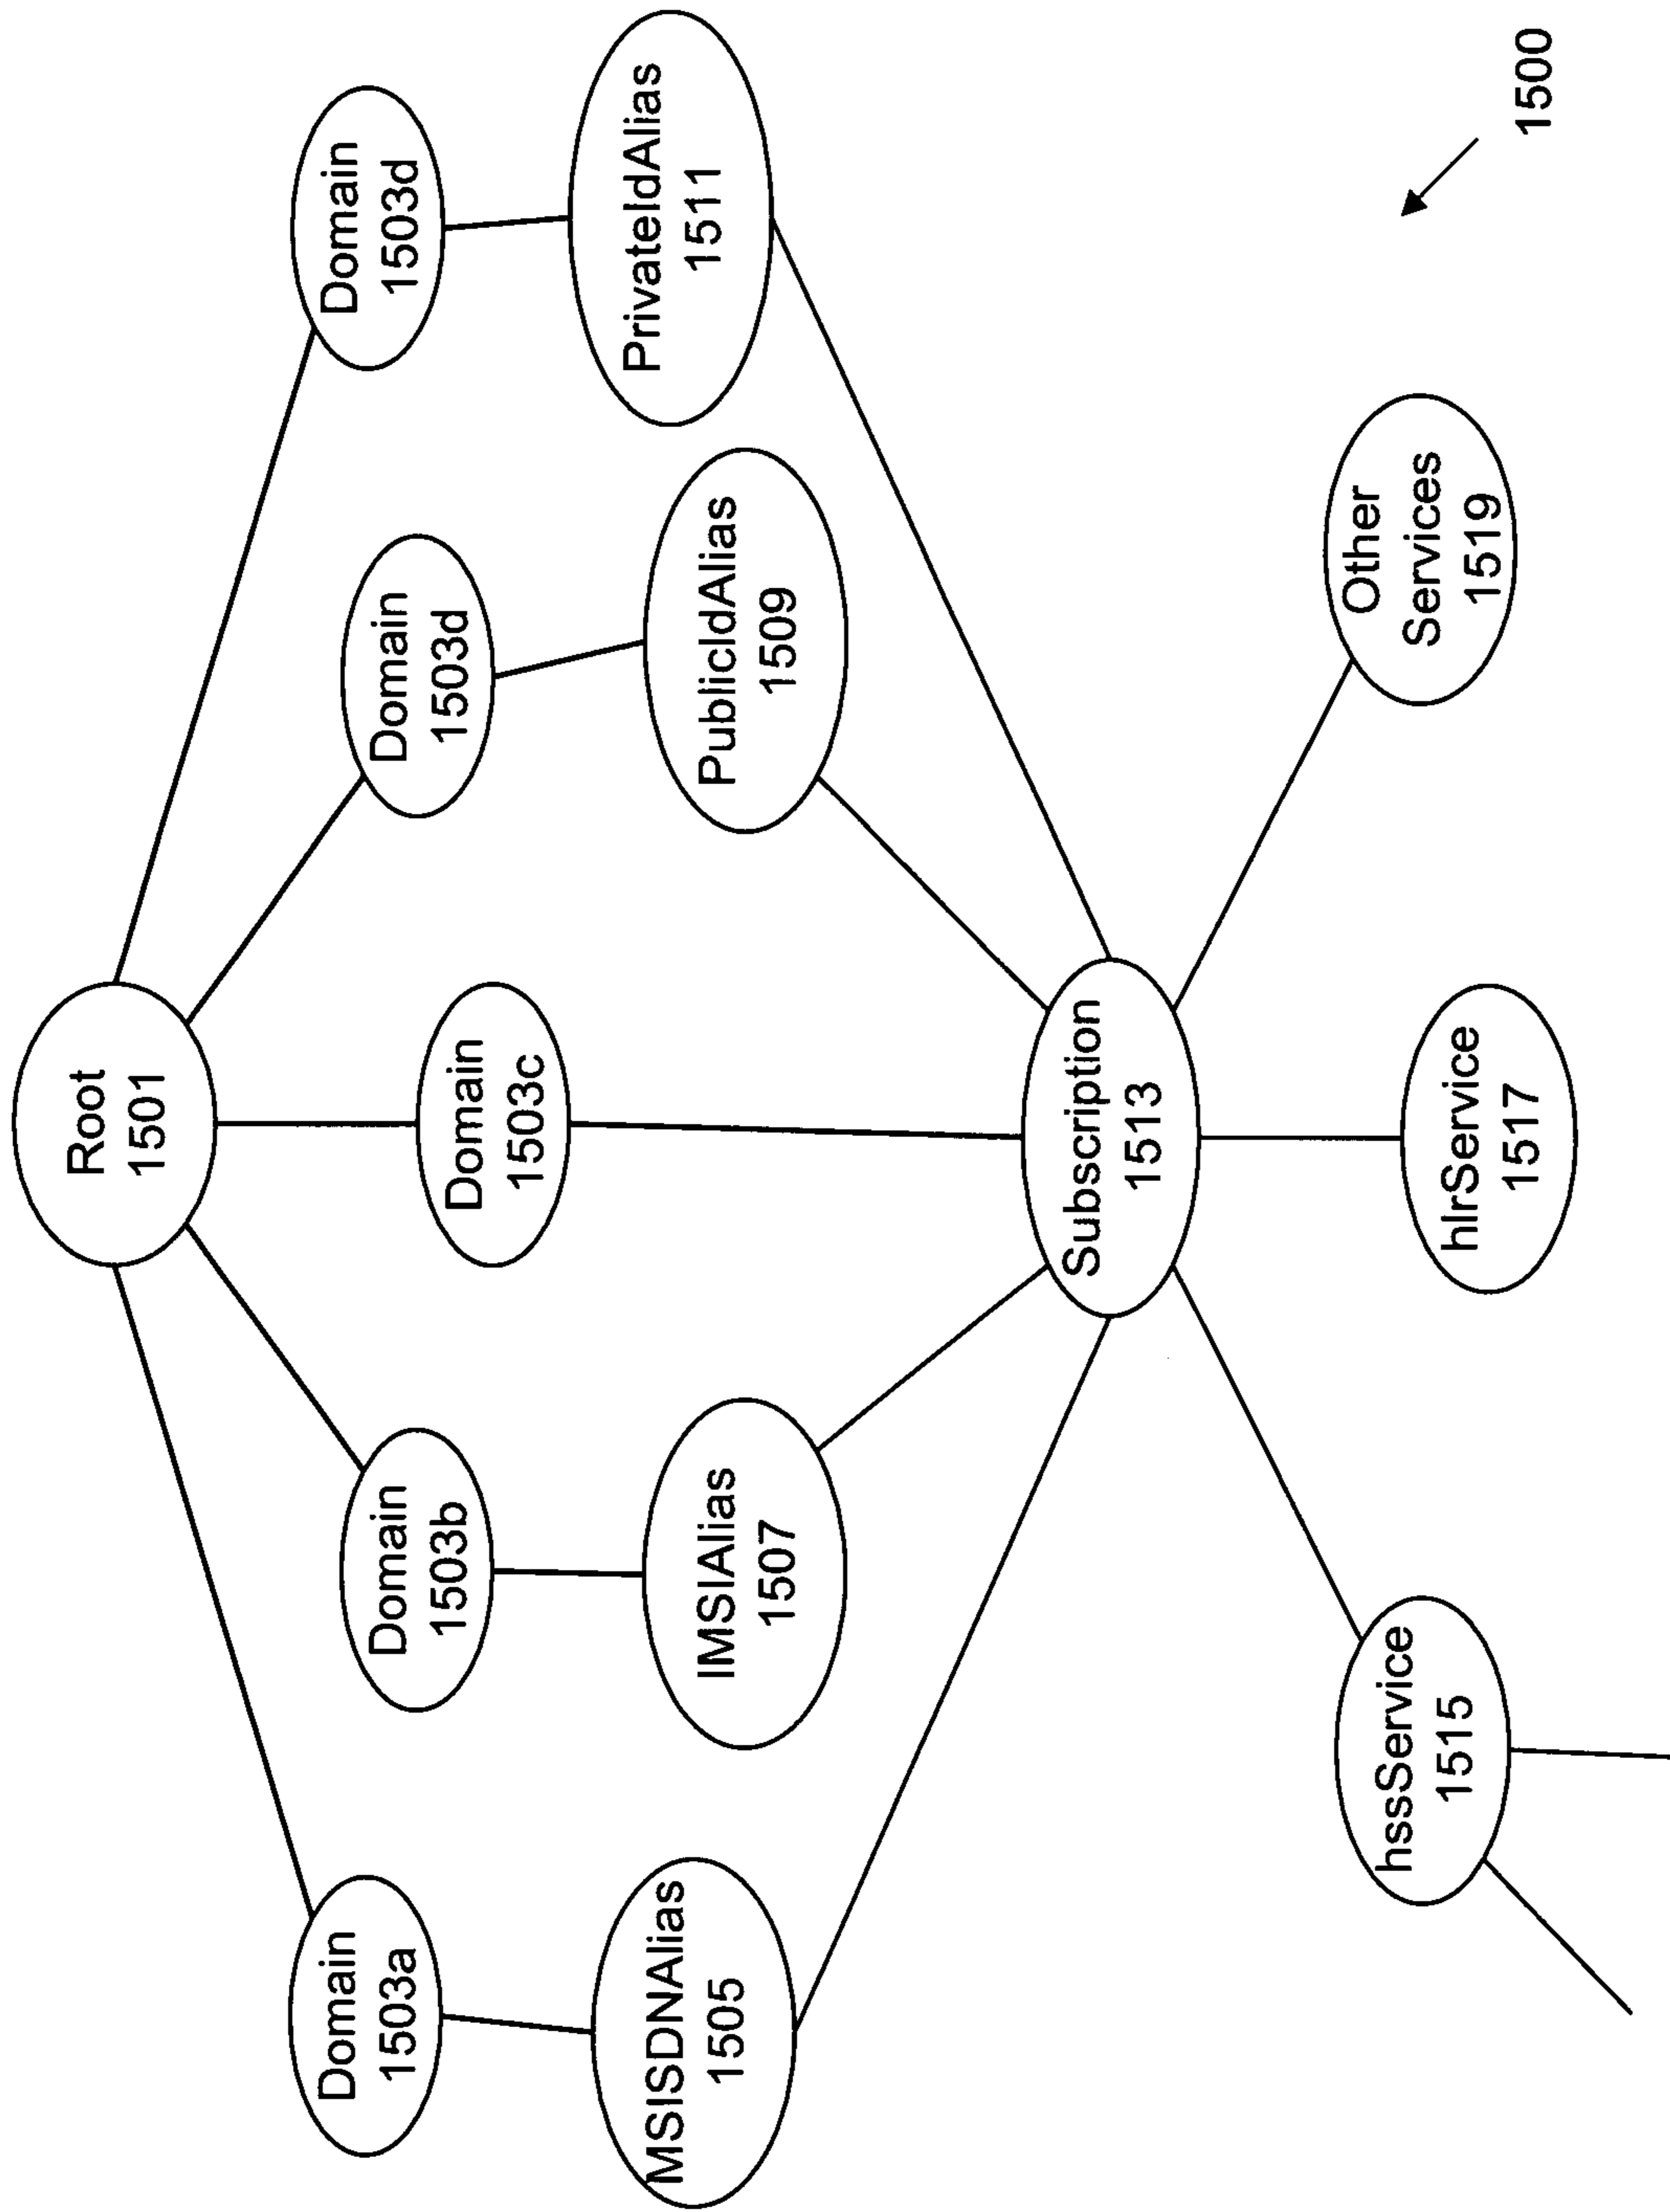 Root
1501
Domain
1503a
Domain
1503b
Domain
1503c
Domain
1503d
Domain
1503d
MSISDNAlias
1505
IMSIAlias
1507
PublicIdAlias
1509
PrivateIdAlias
1511
Subscription
1513
hssService
1515
hlrService
1517
Other
Services
1519
1500